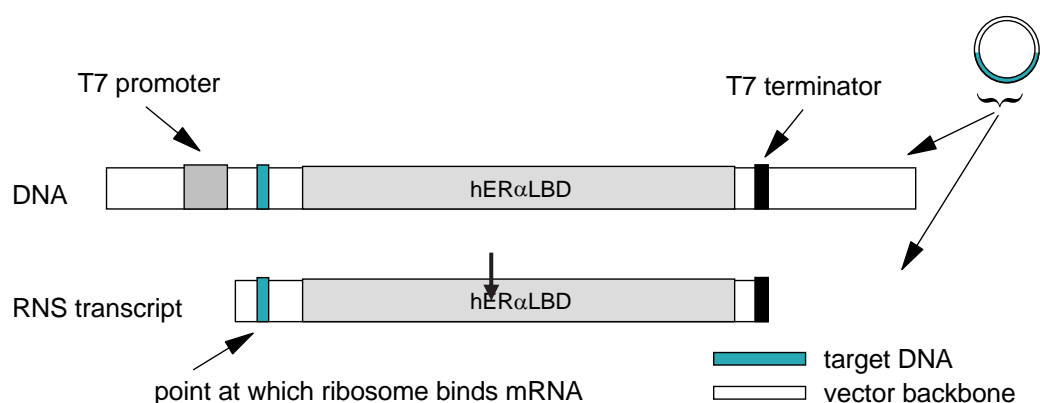 T7 promoter
T7 terminator
DNA
hERαLBD
RNS transcript
hERαLBD
point at which ribosome binds mRNA
target DNA
vector backbone